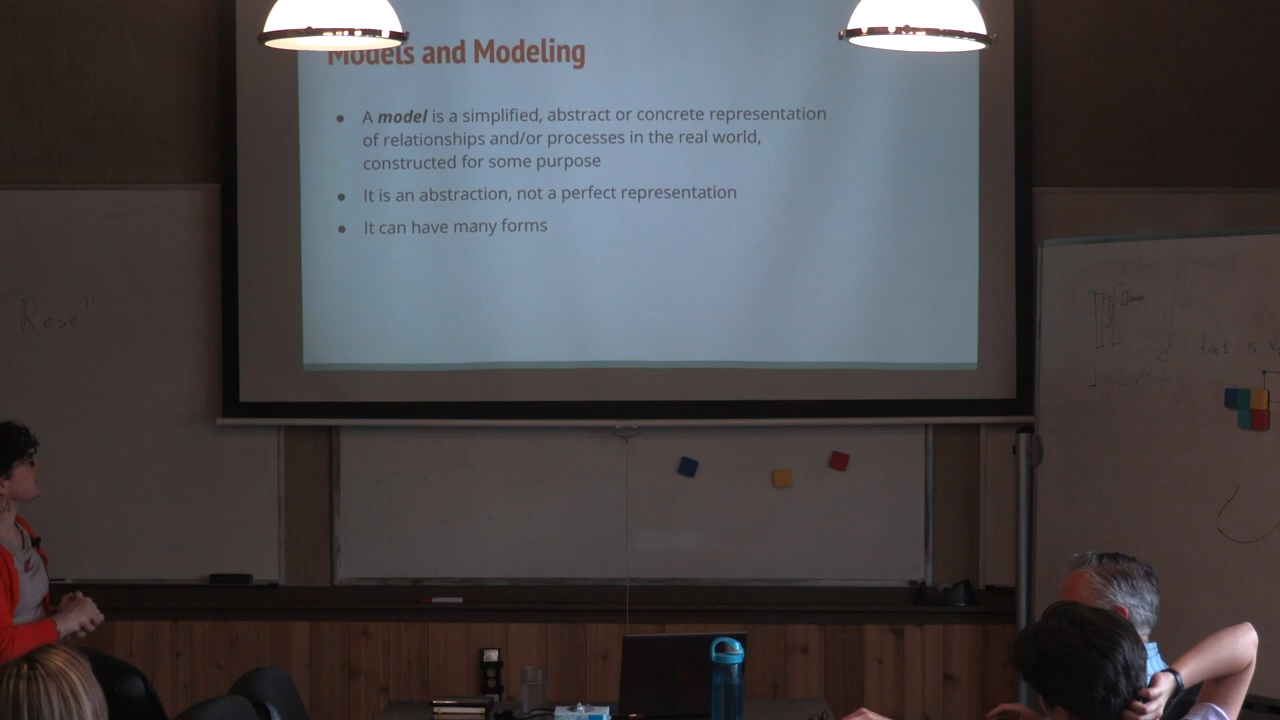 Models and Modeling
● A model is a simplified, abstract or concrete representation
of relationships and/or processes in the real world,
constructed for some purpose
● It is an abstraction, not a perfect representation
● It can have many forms
"Rest"